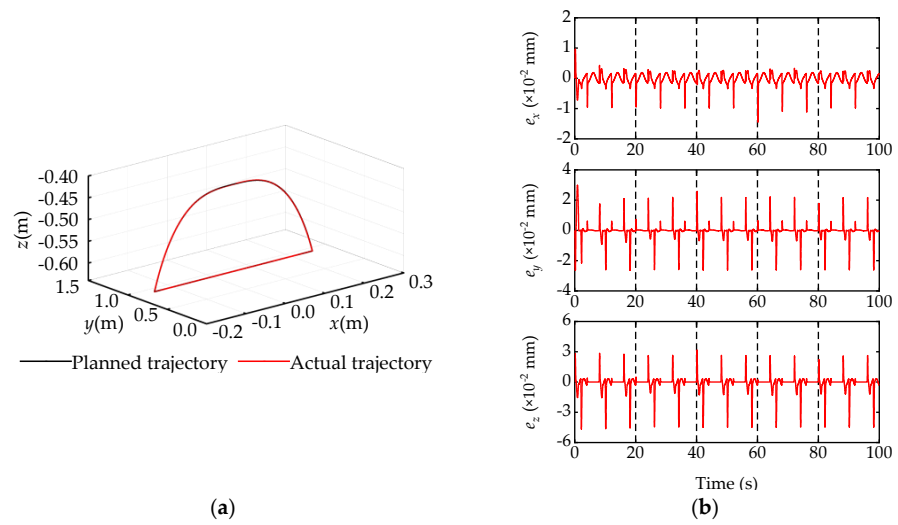 -0.40
-0.45
-0.50
-0.55
-0.60
z(m)
1.5
1.0
0.5
0.0
y(m)
-0.2
-0.1
0.0
0.1
0.2
0.3
x(m)
Planned trajectory
Actual trajectory
(a)
2
1
0
-1
-2
e_x (×10⁻² mm)
0 20 40 60 80 100
4
2
0
-2
-4
e_y (×10⁻² mm)
0 20 40 60 80 100
6
3
0
-3
-6
e_z (×10⁻² mm)
0 20 40 60 80 100
Time (s)
(b)